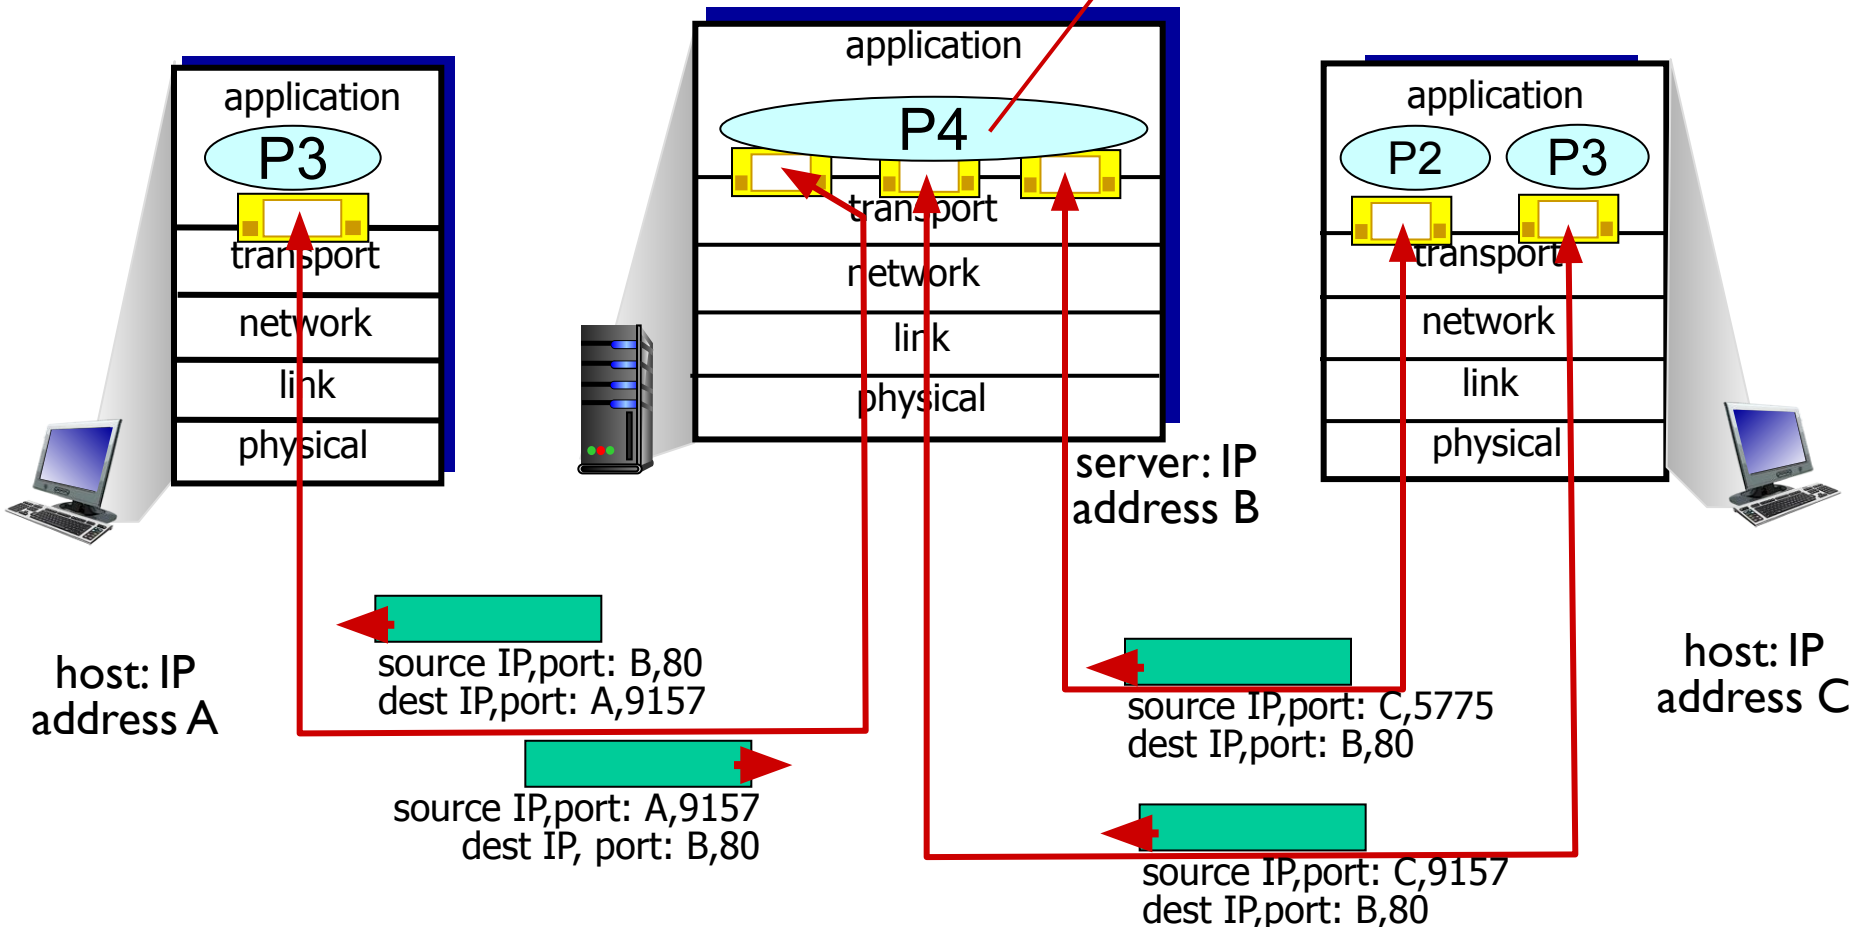 application
P3
transport
network
link
physical
host: IP
address A
application
P4
transport
network
link
physical
server: IP
address B
application
P2 P3
transport
network
link
physical
host: IP
address C
source IP,port: B,80
dest IP,port: A,9157
source IP,port: A,9157
dest IP, port: B,80
source IP,port: C,5775
dest IP,port: B,80
source IP,port: C,9157
dest IP,port: B,80